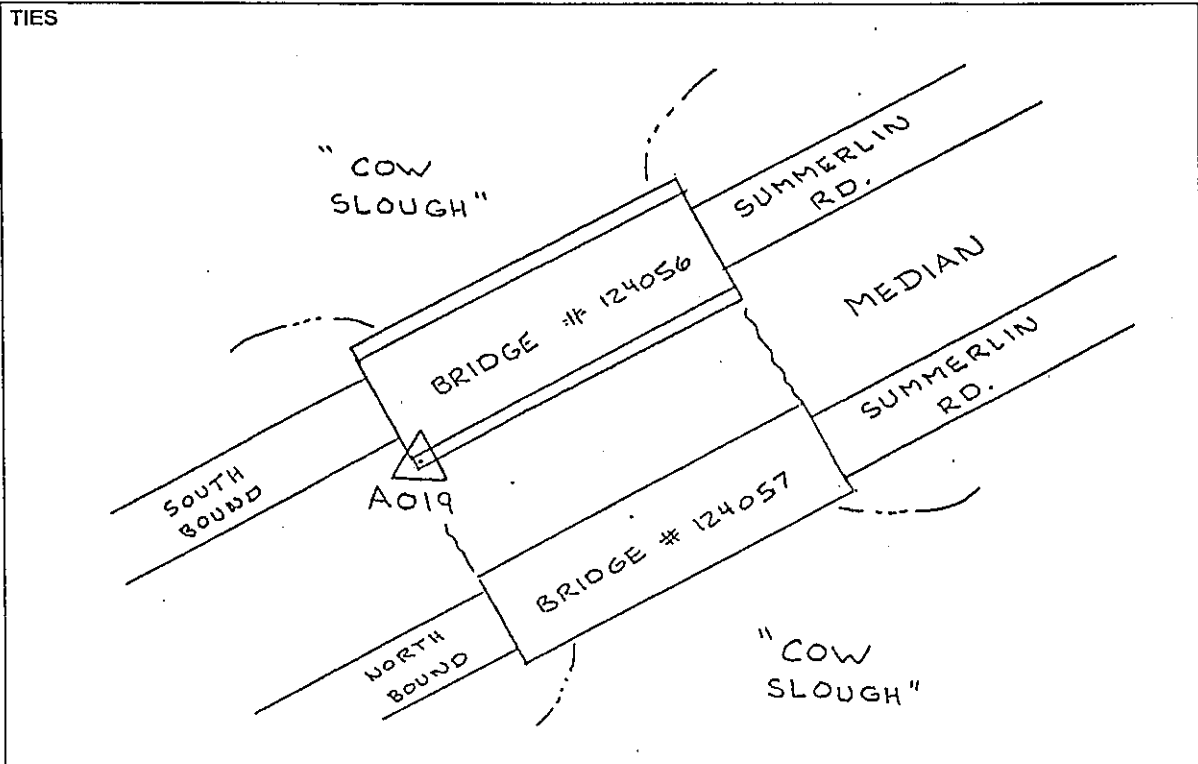 TIES
"COW
SLOUGH"
SUMMERLIN
RD.
BRIDGE # 124056
MEDIAN
SUMMERLIN
RD.
SOUTH
BOUND
A019
BRIDGE # 124057
NORTH
BOUND
"COW
SLOUGH"